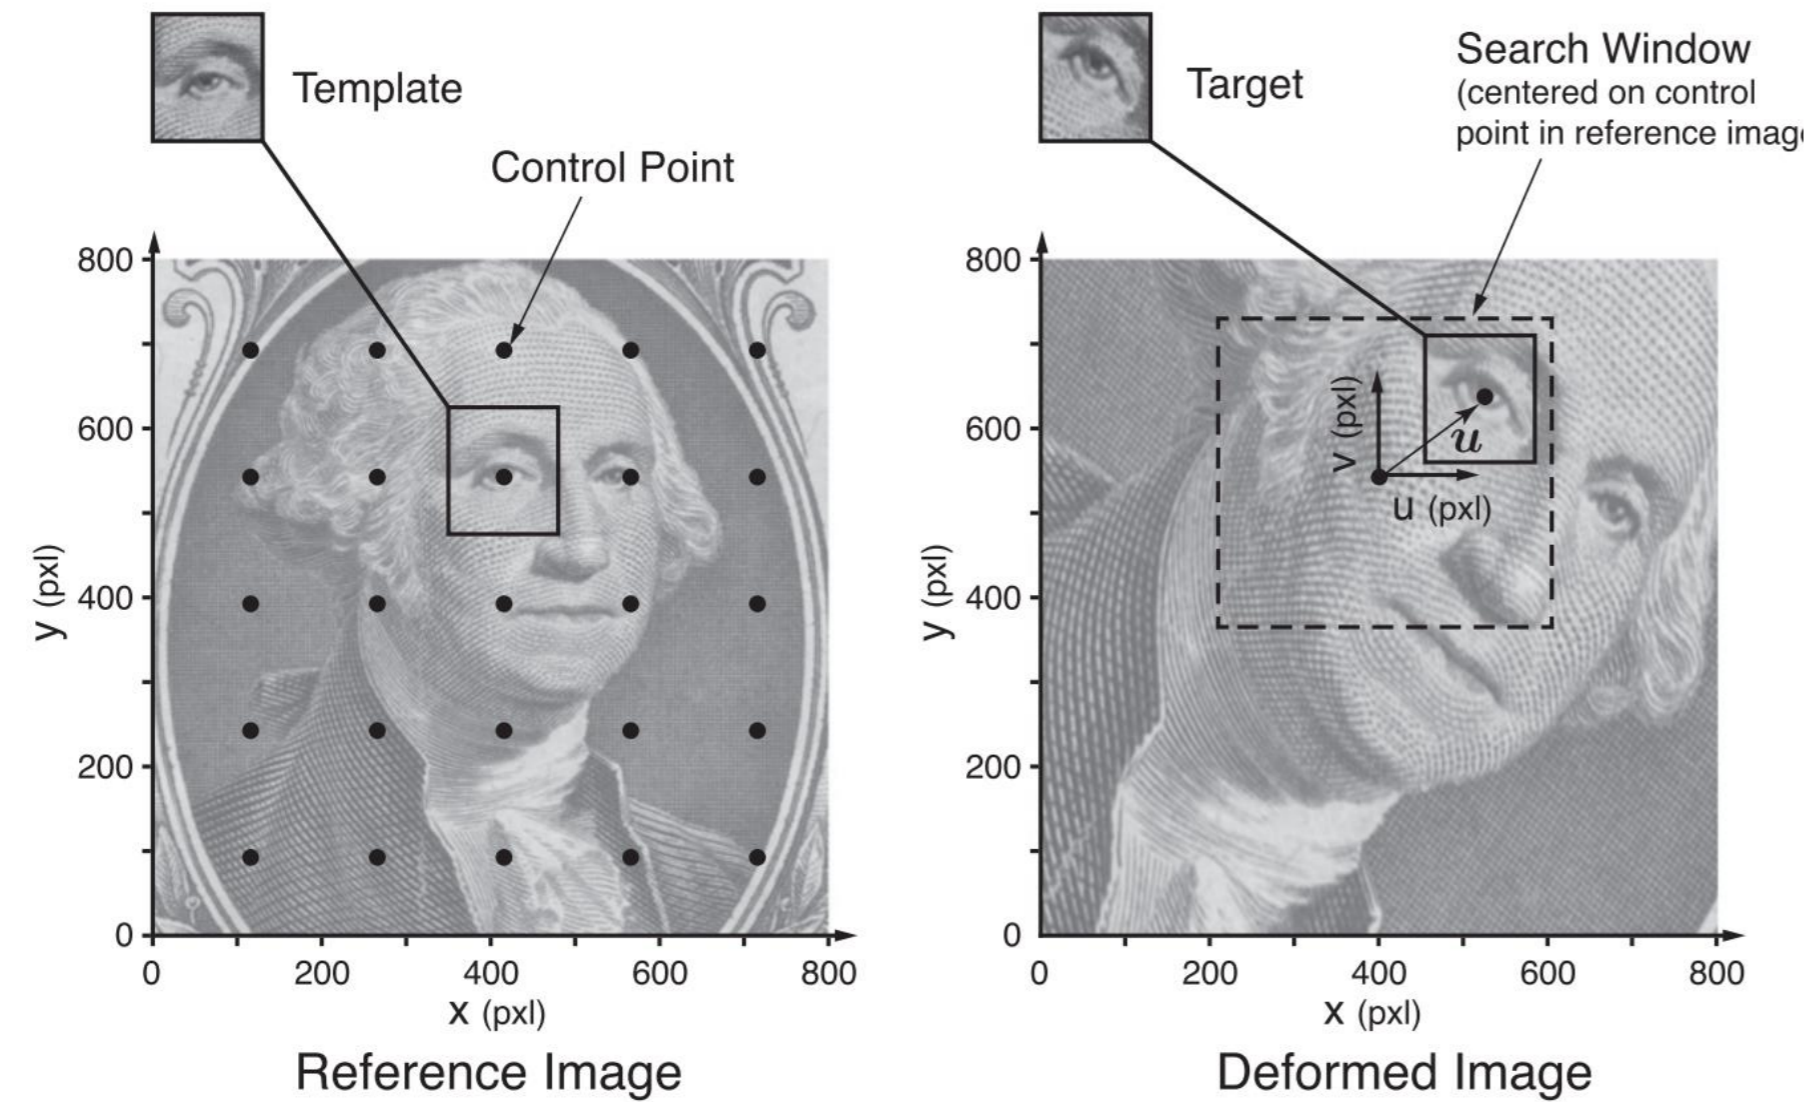 Template
Control Point
Target
Search Window
(centered on control
point in reference image
800
600
400
200
0
y (pxl)
0 200 400 600 800
x (pxl)
Reference Image
800
600
400
200
0
y (pxl)
v (pxl)
u
u (pxl)
0 200 400 600 800
x (pxl)
Deformed Image